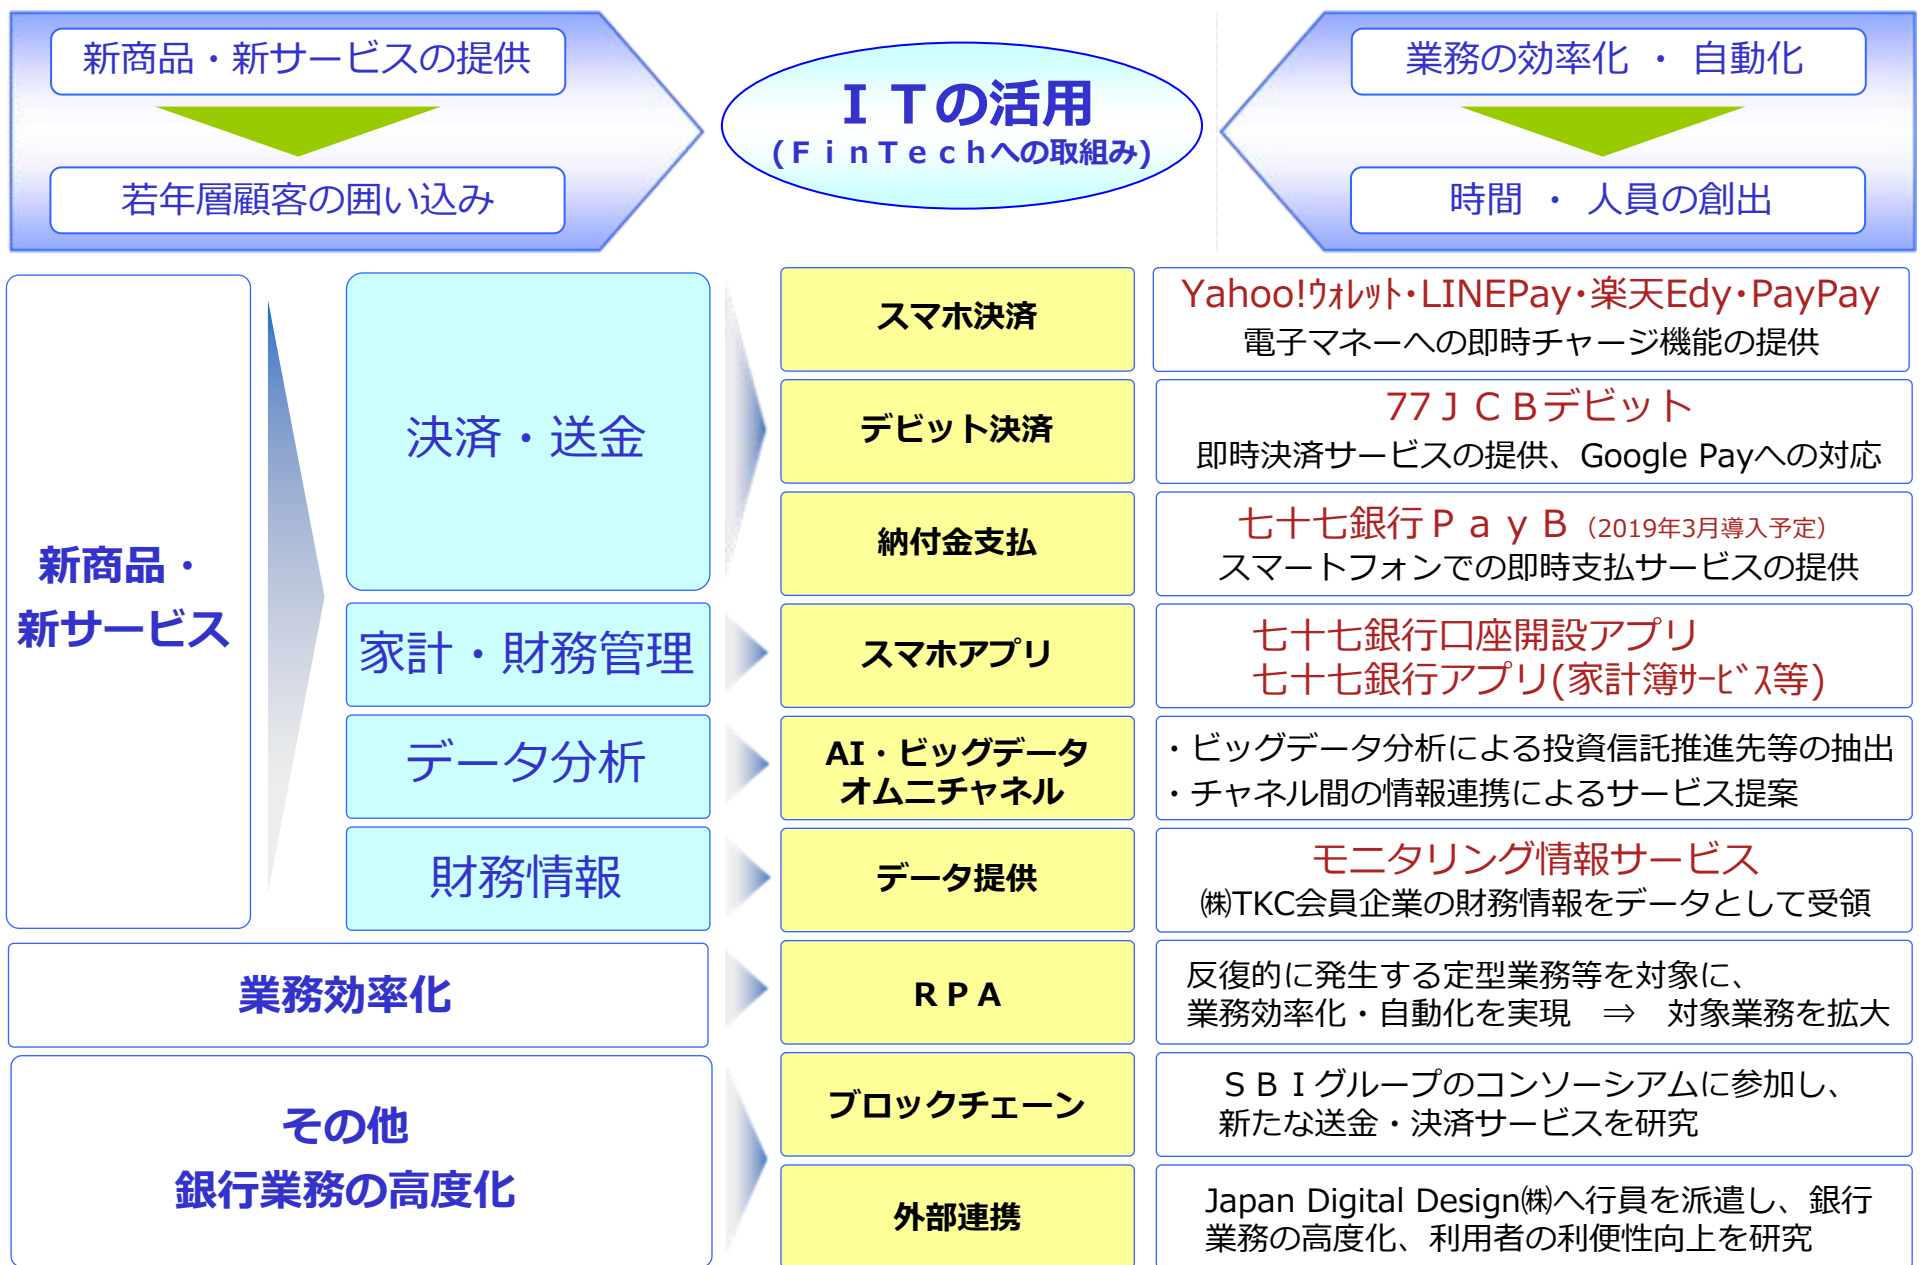 新商品・新サービスの提供
若年層顧客の囲い込み
ＩＴの活用
(ＦｉｎＴｅｃｈへの取組み)
業務の効率化 ・ 自動化
時間 ・ 人員の創出
新商品・
新サービス
決済・送金
スマホ決済
Yahoo!ｳｫﾚｯﾄ・LINEPay・楽天Edy・PayPay
電子マネーへの即時チャージ機能の提供
デビット決済
77ＪＣＢデビット
即時決済サービスの提供、Google Payへの対応
納付金支払
七十七銀行ＰａｙＢ（2019年3月導入予定）
スマートフォンでの即時支払サービスの提供
家計・財務管理
スマホアプリ
七十七銀行口座開設アプリ
七十七銀行アプリ(家計簿ｻｰﾋﾞｽ等)
データ分析
AI・ビッグデータ
オムニチャネル
・ビッグデータ分析による投資信託推進先等の抽出
・チャネル間の情報連携によるサービス提案
財務情報
データ提供
モニタリング情報サービス
㈱TKC会員企業の財務情報をデータとして受領
業務効率化
ＲＰＡ
反復的に発生する定型業務等を対象に、
業務効率化・自動化を実現　⇒　対象業務を拡大
その他
銀行業務の高度化
ブロックチェーン
ＳＢＩグループのコンソーシアムに参加し、
新たな送金・決済サービスを研究
外部連携
Japan Digital Design㈱へ行員を派遣し、銀行
業務の高度化、利用者の利便性向上を研究